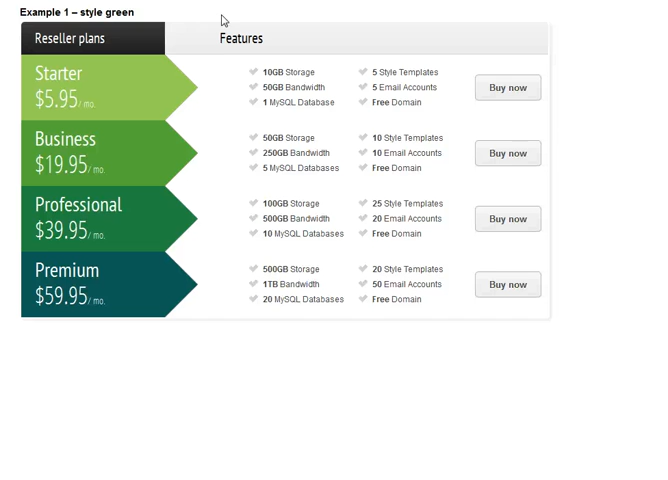 Example 1 – style green
Reseller plans Features
Starter
$5.95/ mo.
10GB Storage
50GB Bandwidth
1 MySQL Database
5 Style Templates
5 Email Accounts
Free Domain
Buy now
Business
$19.95/ mo.
50GB Storage
250GB Bandwidth
5 MySQL Databases
10 Style Templates
10 Email Accounts
Free Domain
Buy now
Professional
$39.95/ mo.
100GB Storage
500GB Bandwidth
10 MySQL Databases
25 Style Templates
20 Email Accounts
Free Domain
Buy now
Premium
$59.95/ mo.
500GB Storage
1TB Bandwidth
20 MySQL Databases
20 Style Templates
50 Email Accounts
Free Domain
Buy now